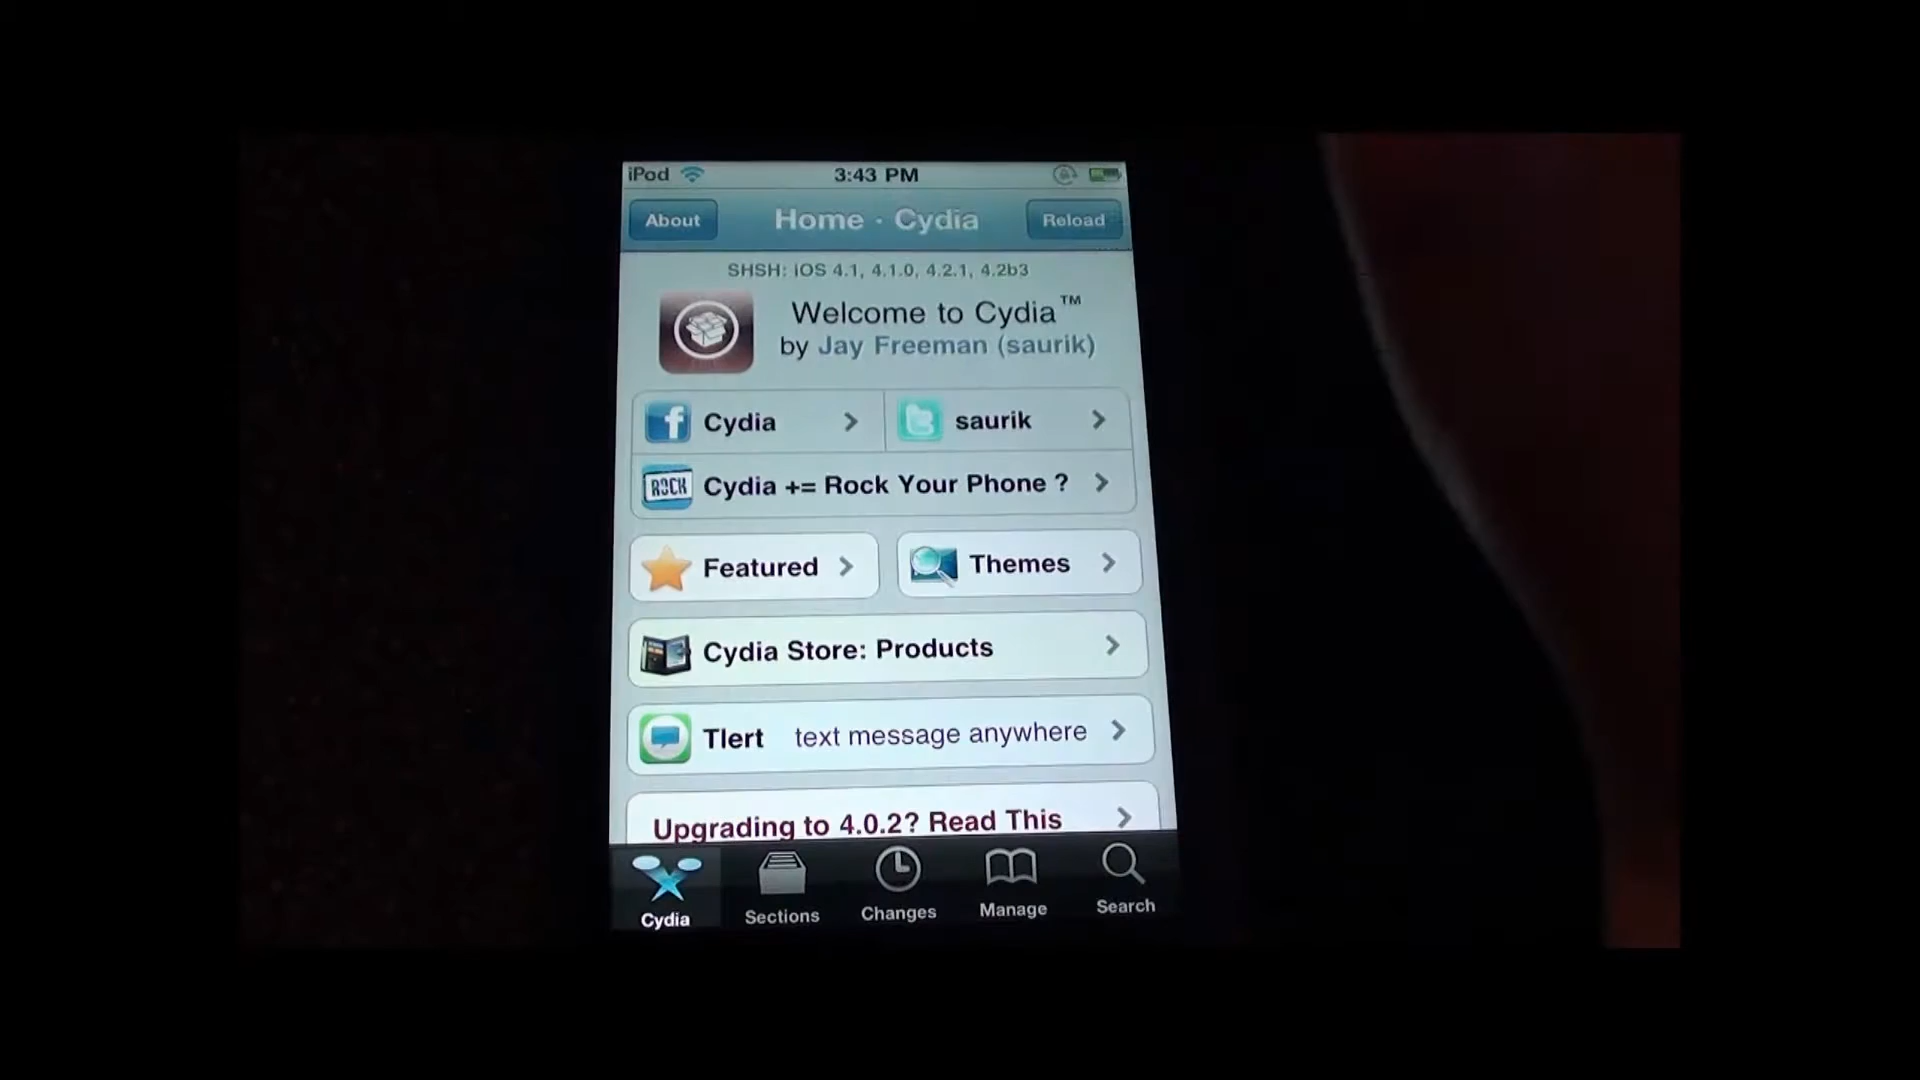 iPod 3:43 PM
About Home · Cydia Reload
SHSH: iOS 4.1, 4.1.0, 4.2.1, 4.2b3
Welcome to Cydia™
by Jay Freeman (saurik)
Cydia
saurik
ROCK Cydia += Rock Your Phone ?
Featured
Themes
Cydia Store: Products
Tlert text message anywhere
Upgrading to 4.0.2? Read This
Cydia Sections Changes Manage Search